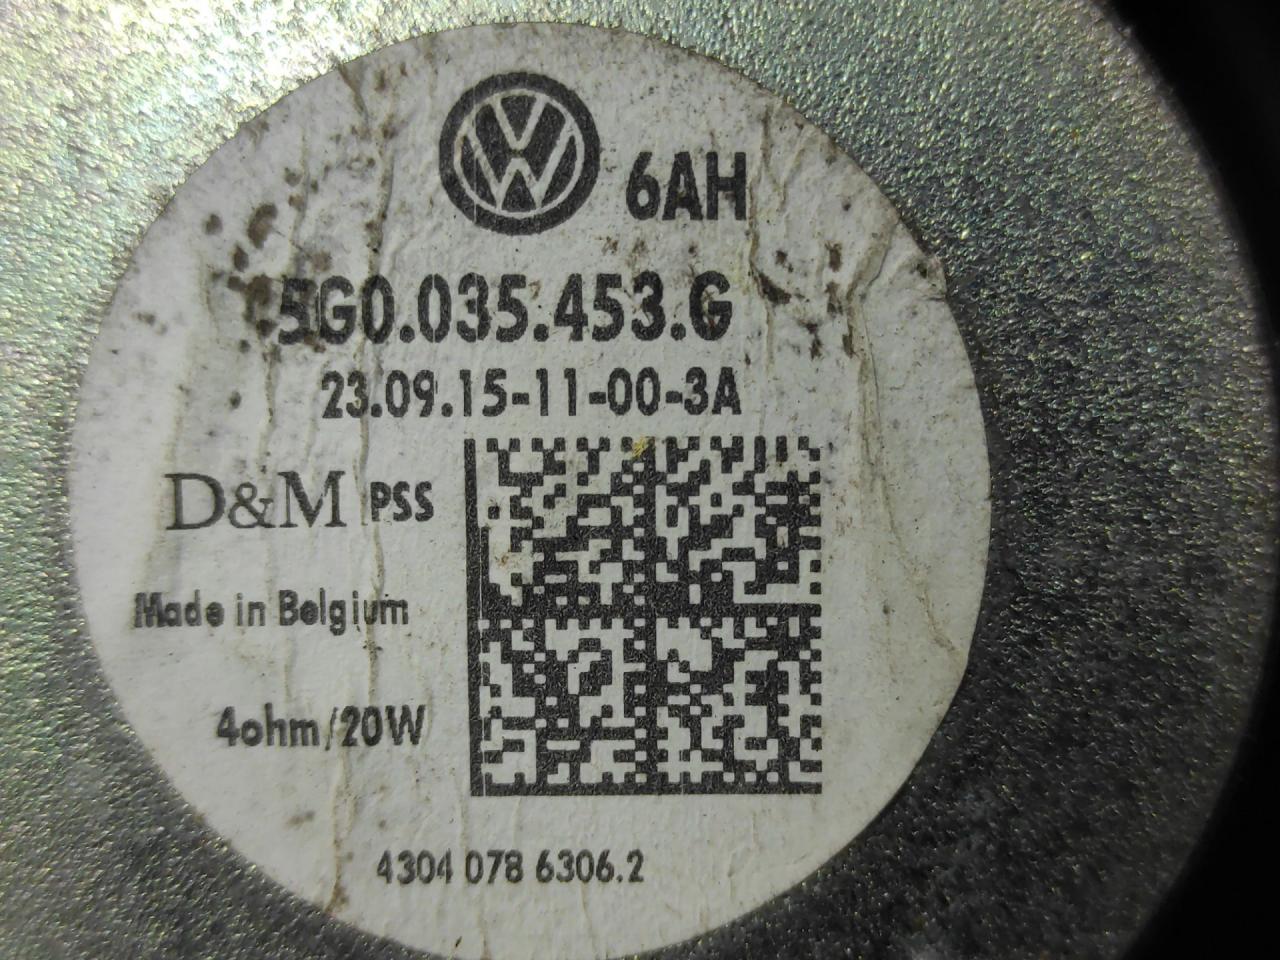 6AH
5G0.035.453.G
23.09.15-11-00-3A
D&M PSS
Made in Belgium
4ohm/20W
4304 078 6306.2